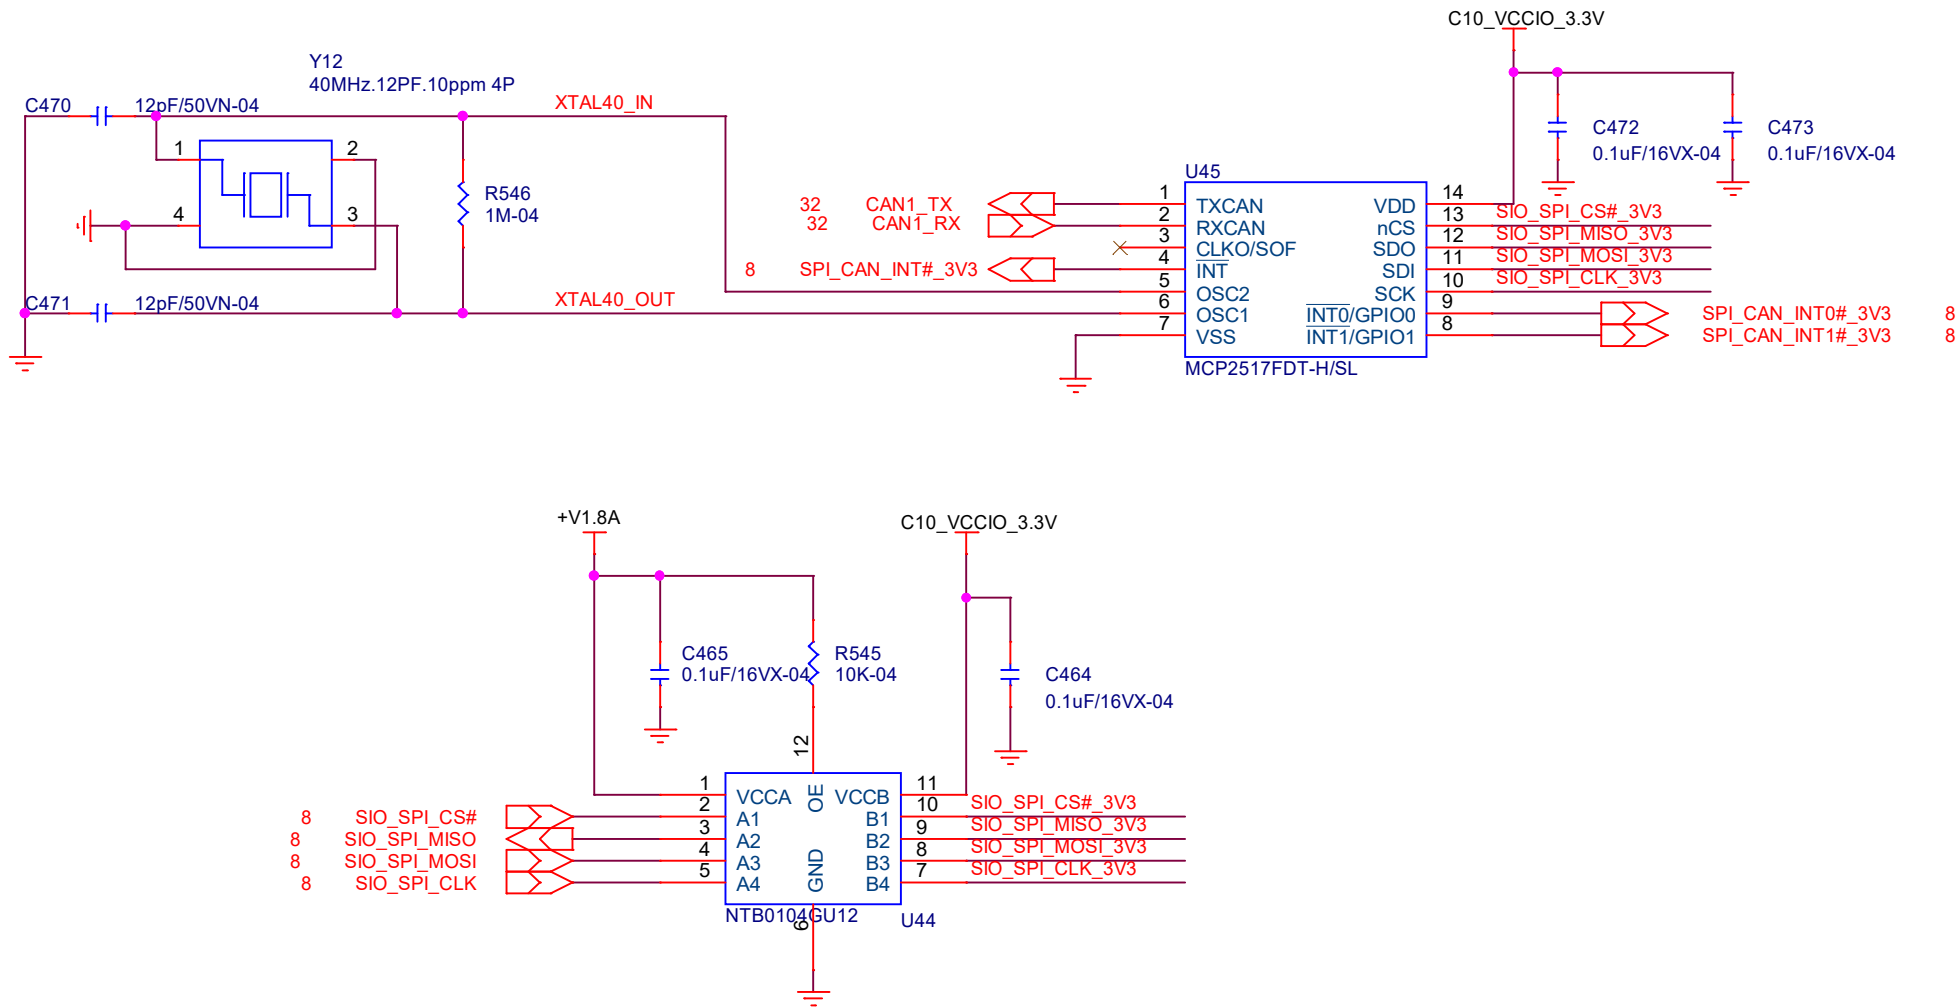 C10_VCCIO_3.3V
Y12
40MHz.12PF.10ppm 4P
C470
12pF/50VN-04
XTAL40_IN
1
2
4
3
R546
1M-04
C471
12pF/50VN-04
XTAL40_OUT
C472
0.1uF/16VX-04
C473
0.1uF/16VX-04
U45
32 CAN1_TX 1 TXCAN
32 CAN1_RX 2 RXCAN
3 CLKO/SOF
8 SPI_CAN_INT#_3V3 4 INT
5 OSC2
6 OSC1
7 VSS
VDD 14
nCS 13 SIO_SPI_CS#_3V3
SDO 12 SIO_SPI_MISO_3V3
SDI 11 SIO_SPI_MOSI_3V3
SCK 10 SIO_SPI_CLK_3V3
INT0/GPIO0 9 SPI_CAN_INT0#_3V3 8
INT1/GPIO1 8 SPI_CAN_INT1#_3V3 8
MCP2517FDT-H/SL
+V1.8A
C10_VCCIO_3.3V
C465
0.1uF/16VX-04
R545
10K-04
C464
0.1uF/16VX-04
12
OE
1 VCCA
8 SIO_SPI_CS# 2 A1
8 SIO_SPI_MISO 3 A2
8 SIO_SPI_MOSI 4 A3
8 SIO_SPI_CLK 5 A4
VCCB 11
B1 10 SIO_SPI_CS#_3V3
B2 9 SIO_SPI_MISO_3V3
B3 8 SIO_SPI_MOSI_3V3
B4 7 SIO_SPI_CLK_3V3
GND
6
NTB0104GU12
U44